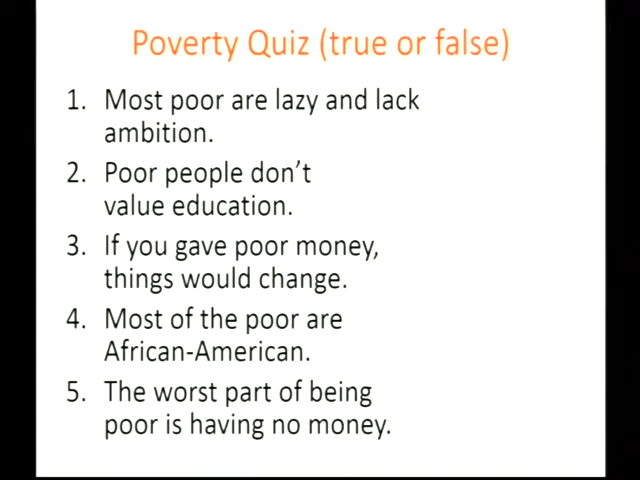 Poverty Quiz (true or false)
1. Most poor are lazy and lack
ambition.
2. Poor people don’t
value education.
3. If you gave poor money,
things would change.
4. Most of the poor are
African-American.
5. The worst part of being
poor is having no money.